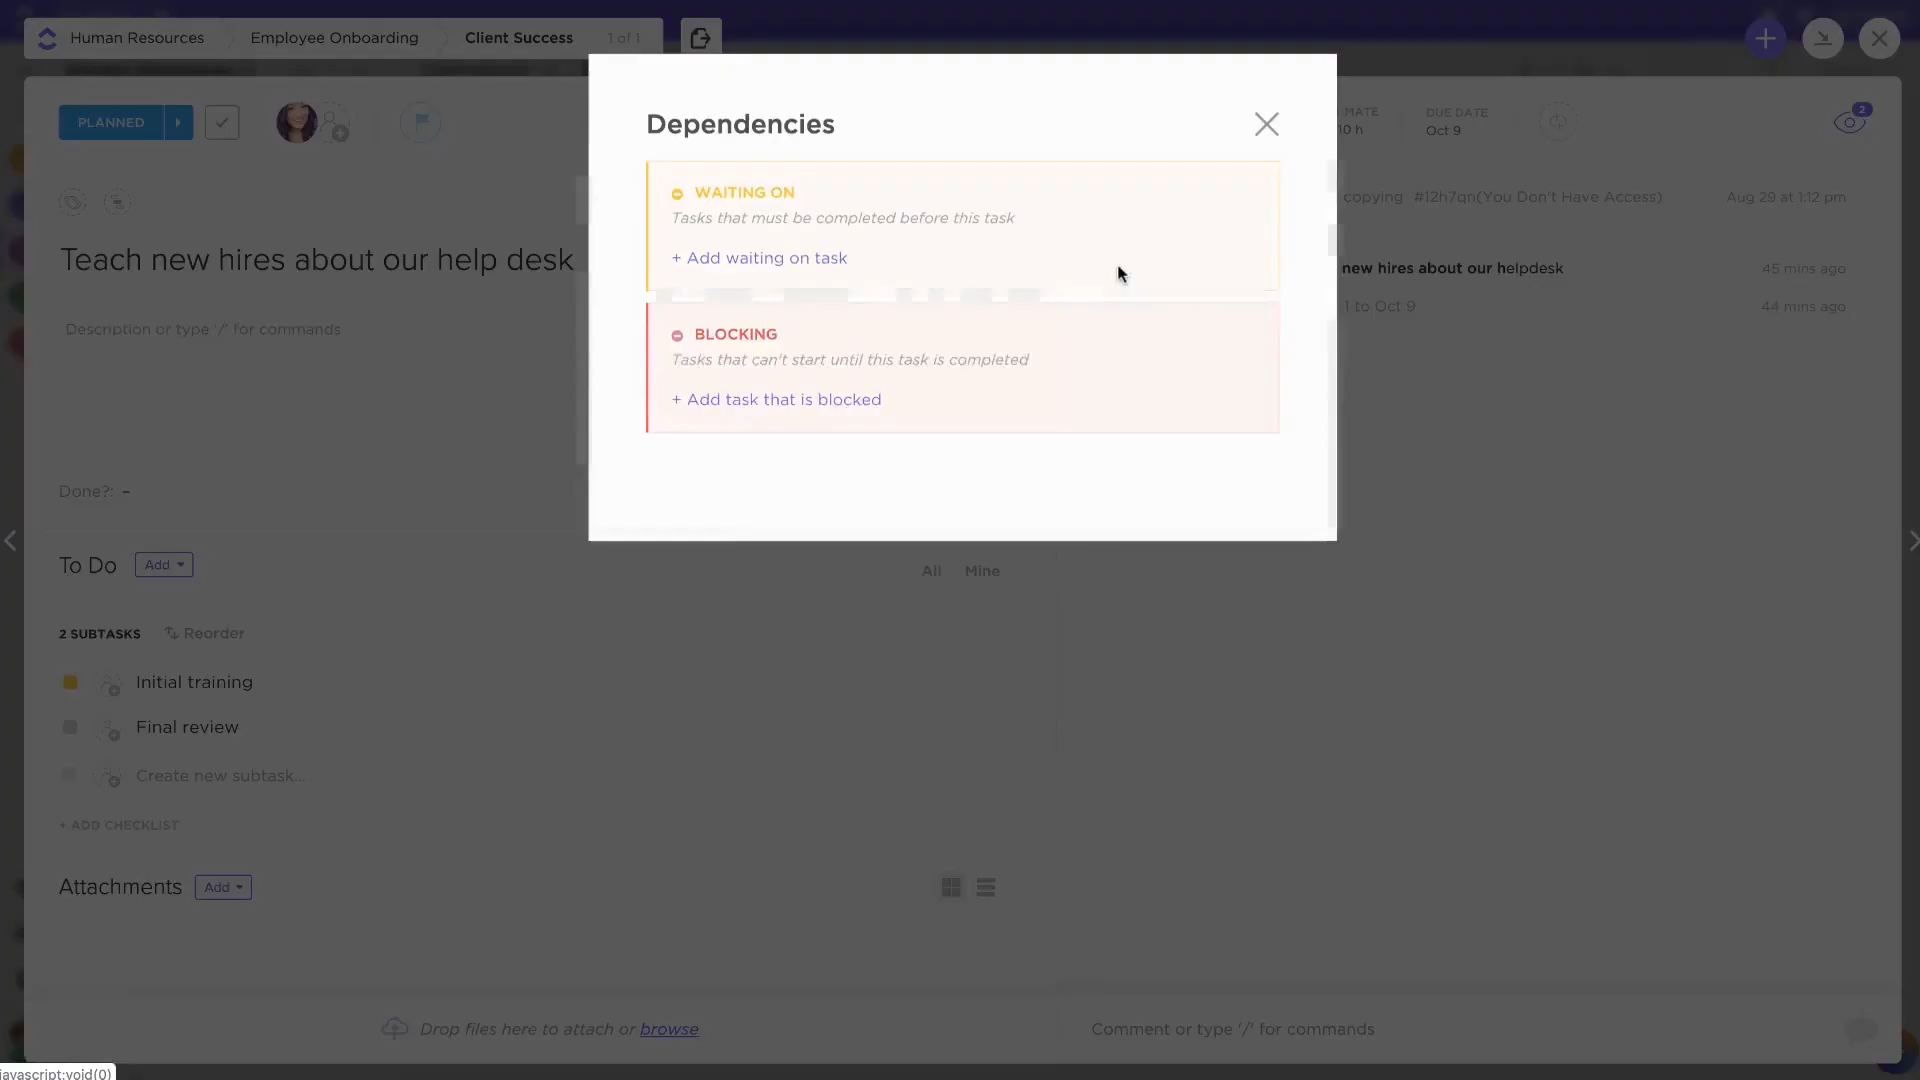 Human Resources
Employee Onboarding
Client Success
1 of 1
PLANNED
Dependencies
WAITING ON
Tasks that must be completed before this task
+ Add waiting on task
BLOCKING
Tasks that can't start until this task is completed
+ Add task that is blocked
MATE
10 h
DUE DATE
Oct 9
2
copying #12h7qn(You Don't Have Access)
Aug 29 at 1:12 pm
new hires about our helpdesk
45 mins ago
1 to Oct 9
44 mins ago
Teach new hires about our help desk
Description or type '/' for commands
Done?: –
To Do
Add
All
Mine
2 SUBTASKS
Reorder
Initial training
Final review
Create new subtask...
+ ADD CHECKLIST
Attachments
Add
Drop files here to attach or browse
Comment or type '/' for commands
javascript:void(0)